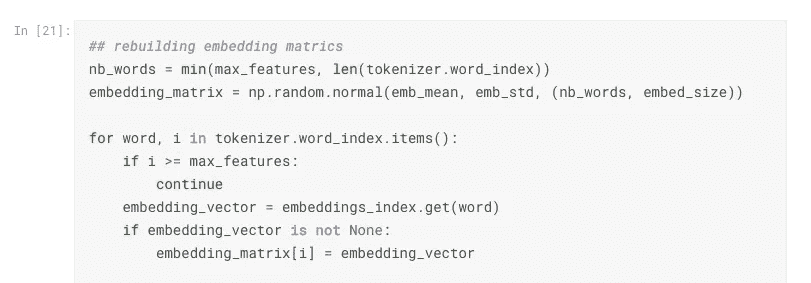 In [21]:
## rebuilding embedding matrics
nb_words = min(max_features, len(tokenizer.word_index))
embedding_matrix = np.random.normal(emb_mean, emb_std, (nb_words, embed_size))

for word, i in tokenizer.word_index.items():
    if i >= max_features:
        continue
    embedding_vector = embeddings_index.get(word)
    if embedding_vector is not None:
        embedding_matrix[i] = embedding_vector